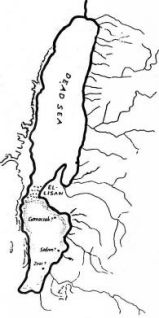 DEAD SEA
EL-
LISAN
Gomorrah?
Sodom?
Zoar?